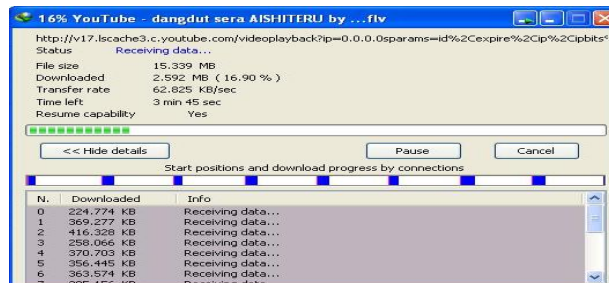 16% YouTube - dangdut sera AISHITERU by ...flv
http://v17.lscache3.c.youtube.com/videoplayback?ip=0.0.0.0sparams=id%2Cexpire%2Cip%2Cipbits
Status Receiving data...
File size 15.339 MB
Downloaded 2.592 MB ( 16.90 % )
Transfer rate 62.825 KB/sec
Time left 3 min 45 sec
Resume capability Yes
<< Hide details Pause Cancel
Start positions and download progress by connections
N. Downloaded Info
0 224.774 KB Receiving data...
1 369.277 KB Receiving data...
2 416.328 KB Receiving data...
3 258.066 KB Receiving data...
4 370.703 KB Receiving data...
5 356.445 KB Receiving data...
6 363.574 KB Receiving data...